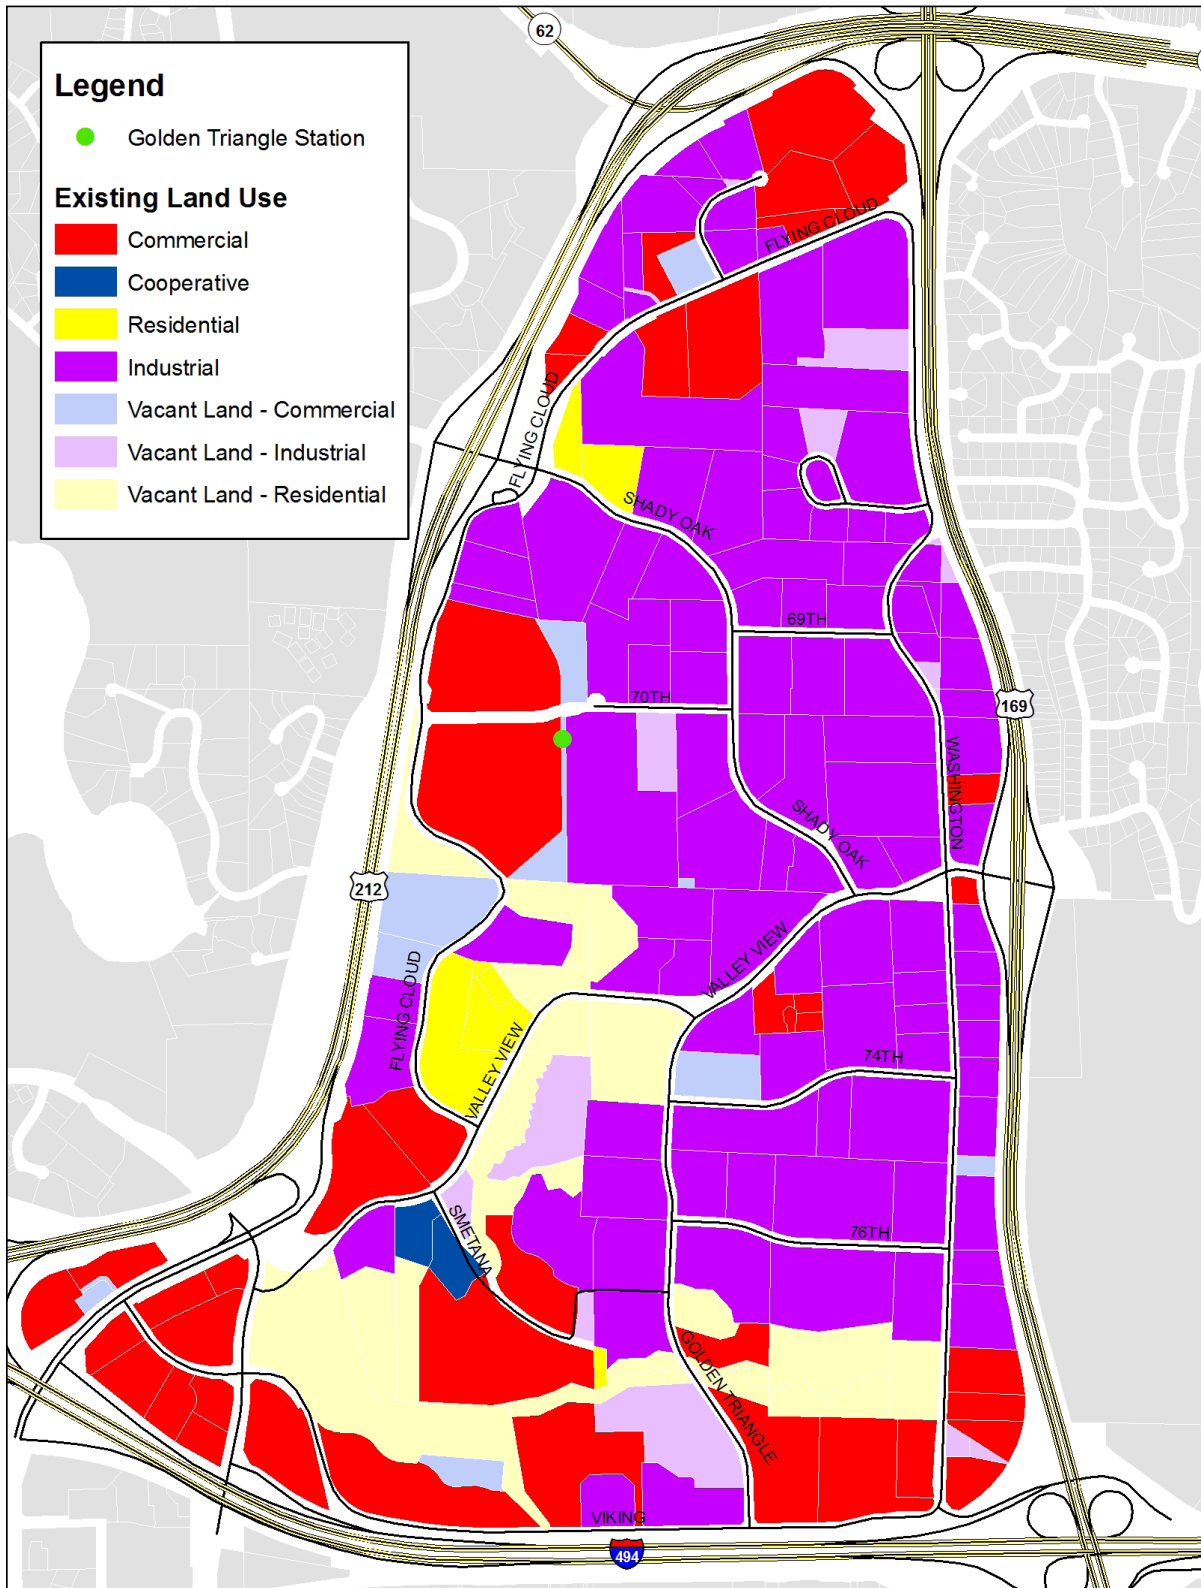 62
Legend
Golden Triangle Station
Existing Land Use
Commercial
Cooperative
Residential
Industrial
Vacant Land - Commercial
Vacant Land - Industrial
Vacant Land - Residential
FLYING CLOUD
FLYING CLOUD
SHADY OAK
69TH
70TH
169
WASHINGTON
SHADY OAK
212
VALLEY VIEW
FLYING CLOUD
VALLEY VIEW
74TH
SMETANA
76TH
GOLDEN TRIANGLE
VIKING
494